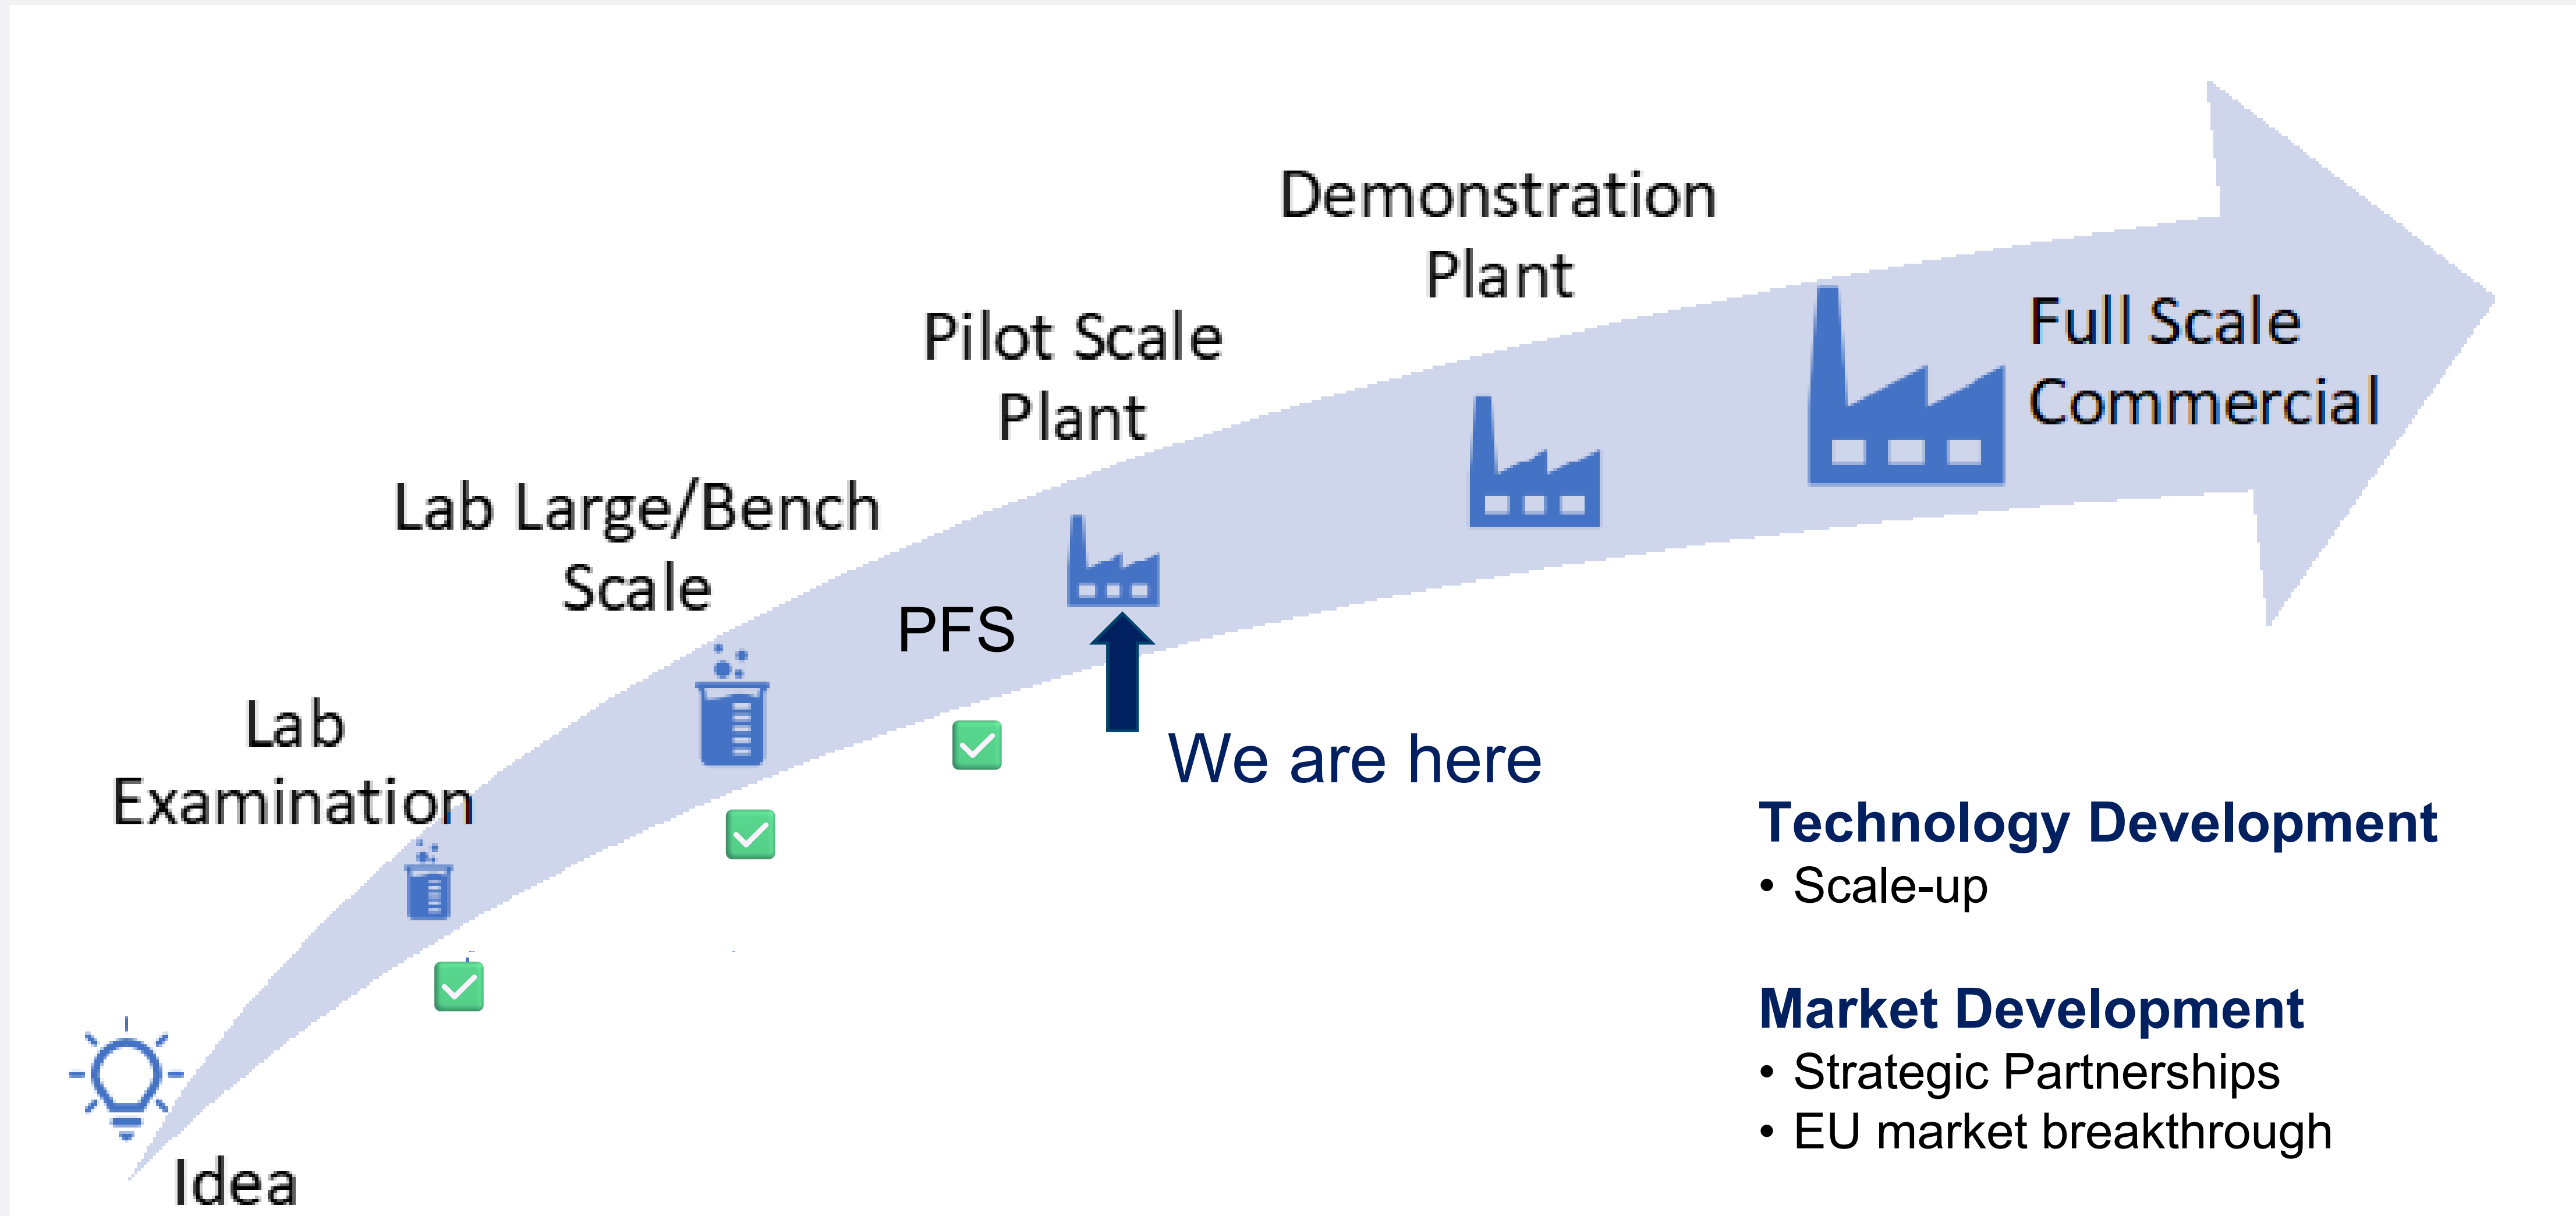 Idea
Lab
Examination
Lab Large/Bench
Scale
PFS
Pilot Scale
Plant
We are here
Demonstration
Plant
Full Scale
Commercial
Technology Development
• Scale-up
Market Development
• Strategic Partnerships
• EU market breakthrough